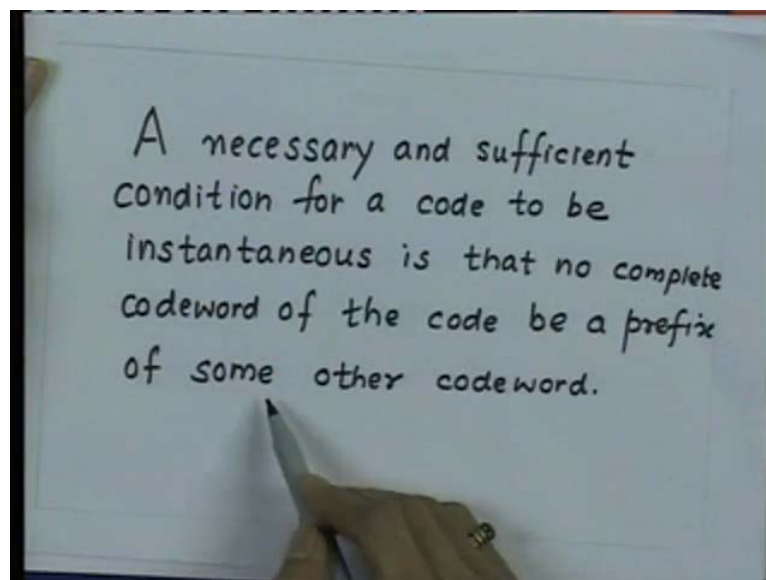 A necessary and sufficient
condition for a code to be
instantaneous is that no complete
codeword of the code be a prefix
of some other codeword.